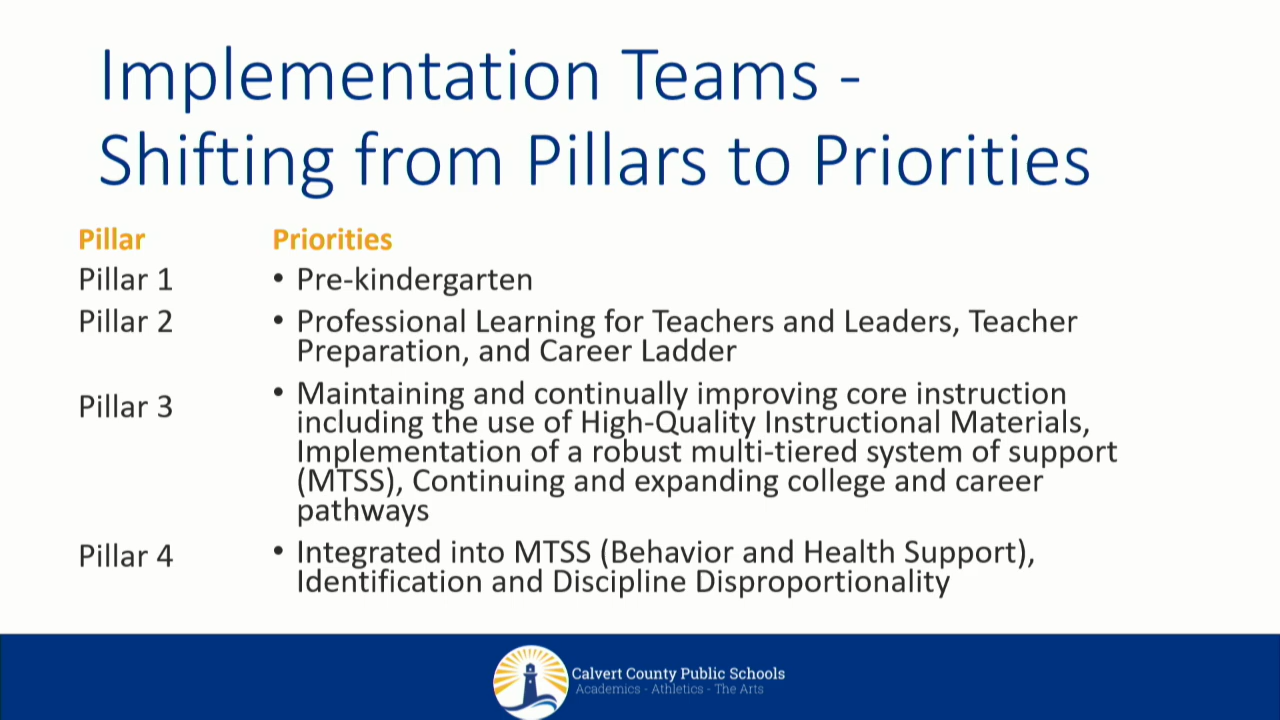 Implementation Teams -
Shifting from Pillars to Priorities
Pillar
Priorities
Pillar 1
• Pre-kindergarten
Pillar 2
• Professional Learning for Teachers and Leaders, Teacher
Preparation, and Career Ladder
Pillar 3
• Maintaining and continually improving core instruction
including the use of High-Quality Instructional Materials,
Implementation of a robust multi-tiered system of support
(MTSS), Continuing and expanding college and career
pathways
Pillar 4
• Integrated into MTSS (Behavior and Health Support),
Identification and Discipline Disproportionality
Calvert County Public Schools
Academics - Athletics - The Arts